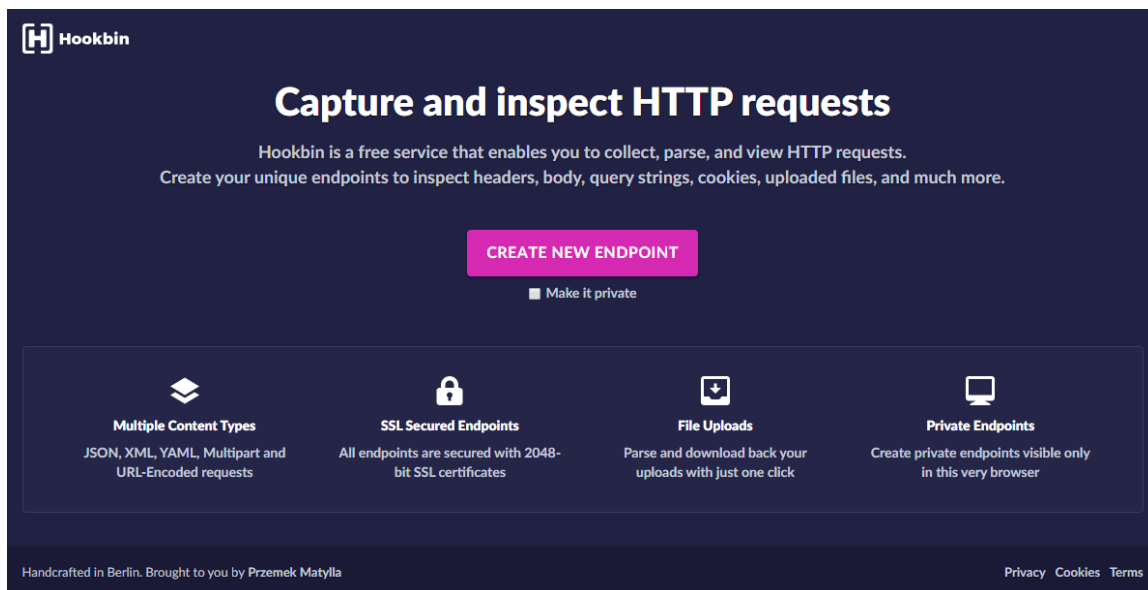 Hookbin
Capture and inspect HTTP requests
Hookbin is a free service that enables you to collect, parse, and view HTTP requests.
Create your unique endpoints to inspect headers, body, query strings, cookies, uploaded files, and much more.
CREATE NEW ENDPOINT
Make it private
Multiple Content Types
JSON, XML, YAML, Multipart and
URL-Encoded requests
SSL Secured Endpoints
All endpoints are secured with 2048-
bit SSL certificates
File Uploads
Parse and download back your
uploads with just one click
Private Endpoints
Create private endpoints visible only
in this very browser
Handcrafted in Berlin. Brought to you by Przemek Matylla
Privacy Cookies Terms